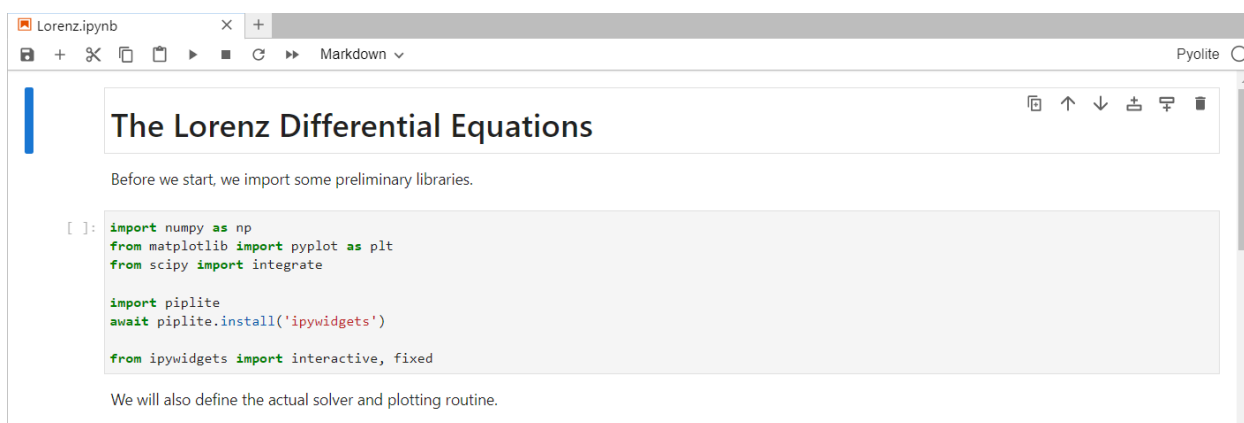 Lorenz.ipynb
Markdown
Pyolite
The Lorenz Differential Equations
Before we start, we import some preliminary libraries.
[ ]: import numpy as np
from matplotlib import pyplot as plt
from scipy import integrate
import piplite
await piplite.install('ipywidgets')
from ipywidgets import interactive, fixed
We will also define the actual solver and plotting routine.